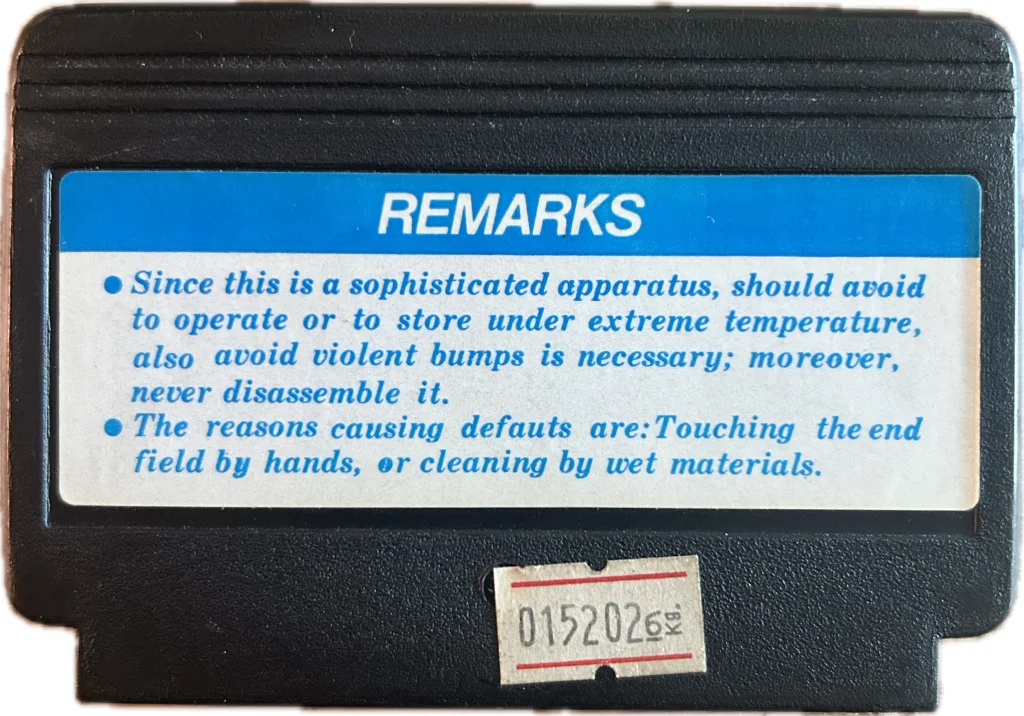 REMARKS
● Since this is a sophisticated apparatus, should avoid
to operate or to store under extreme temperature,
also avoid violent bumps is necessary; moreover,
never disassemble it.
● The reasons causing defauts are:Touching the end
field by hands, or cleaning by wet materials.
015202 6 Kg.